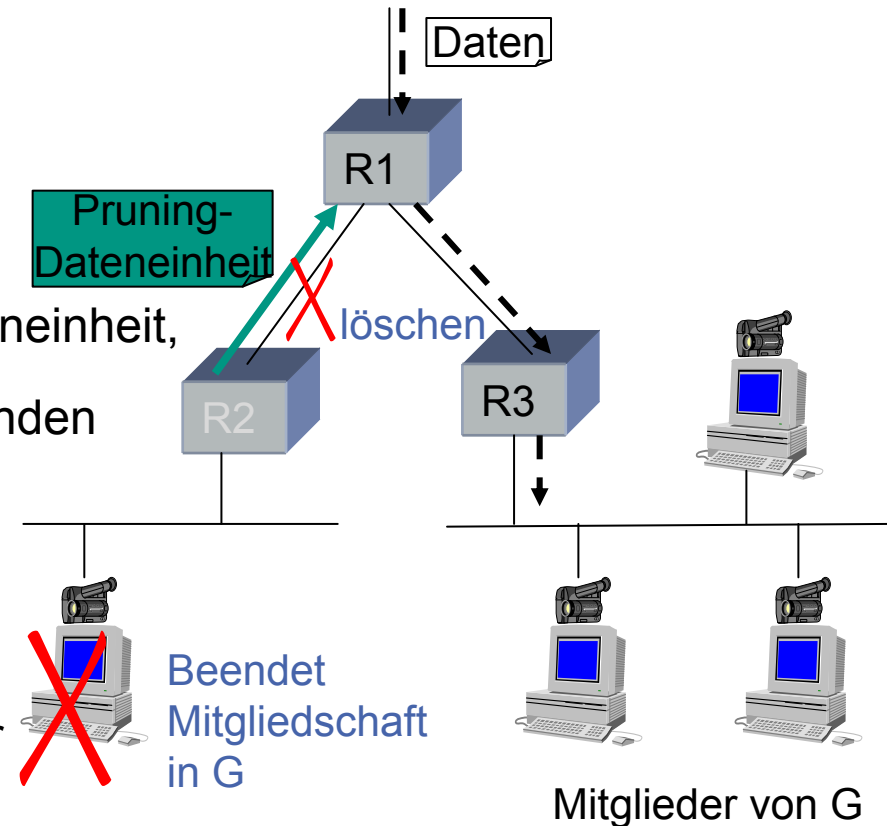 Daten
R1
Pruning-
Dateneinheit
neinheit,
löschen
nden
R2
R3
Beendet
Mitgliedschaft
in G
Mitglieder von G